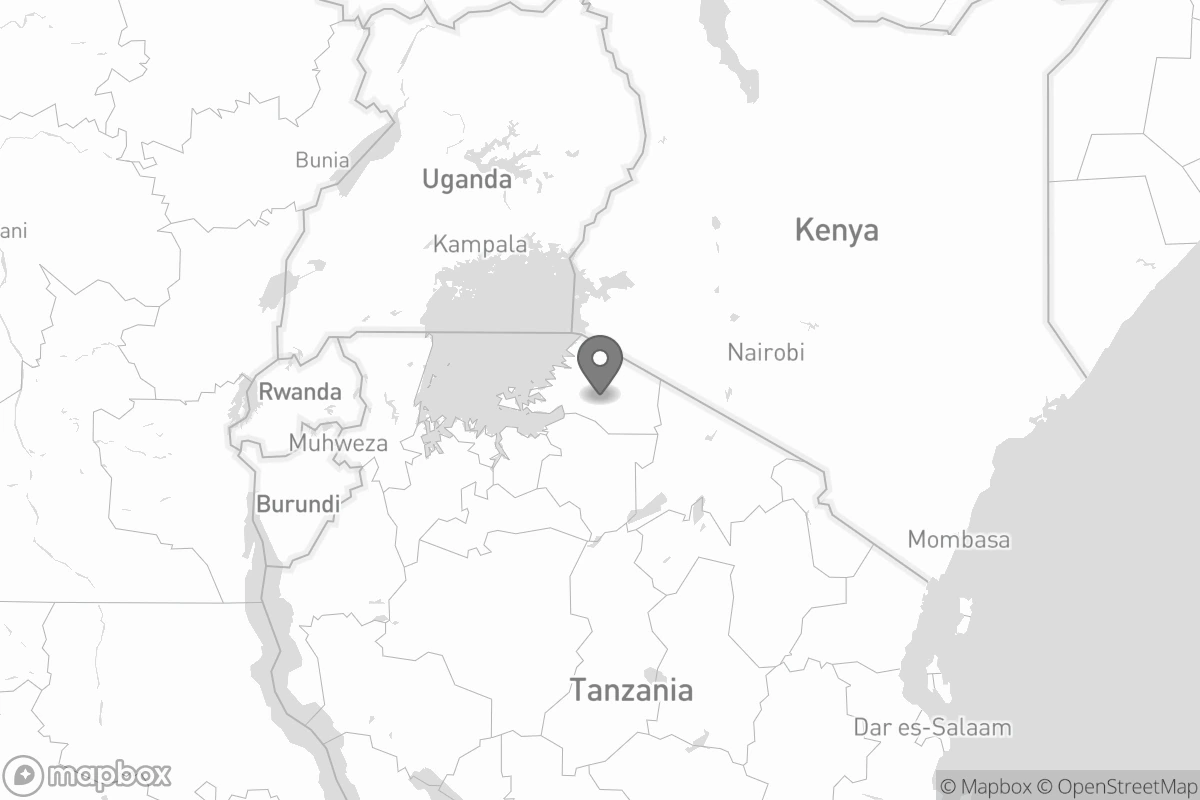 Bunia
Uganda
ani
Kenya
Kampala
Nairobi
Rwanda
Muhweza
Burundi
Mombasa
Tanzania
Dar es-Salaam
mapbox
© Mapbox © OpenStreetMap